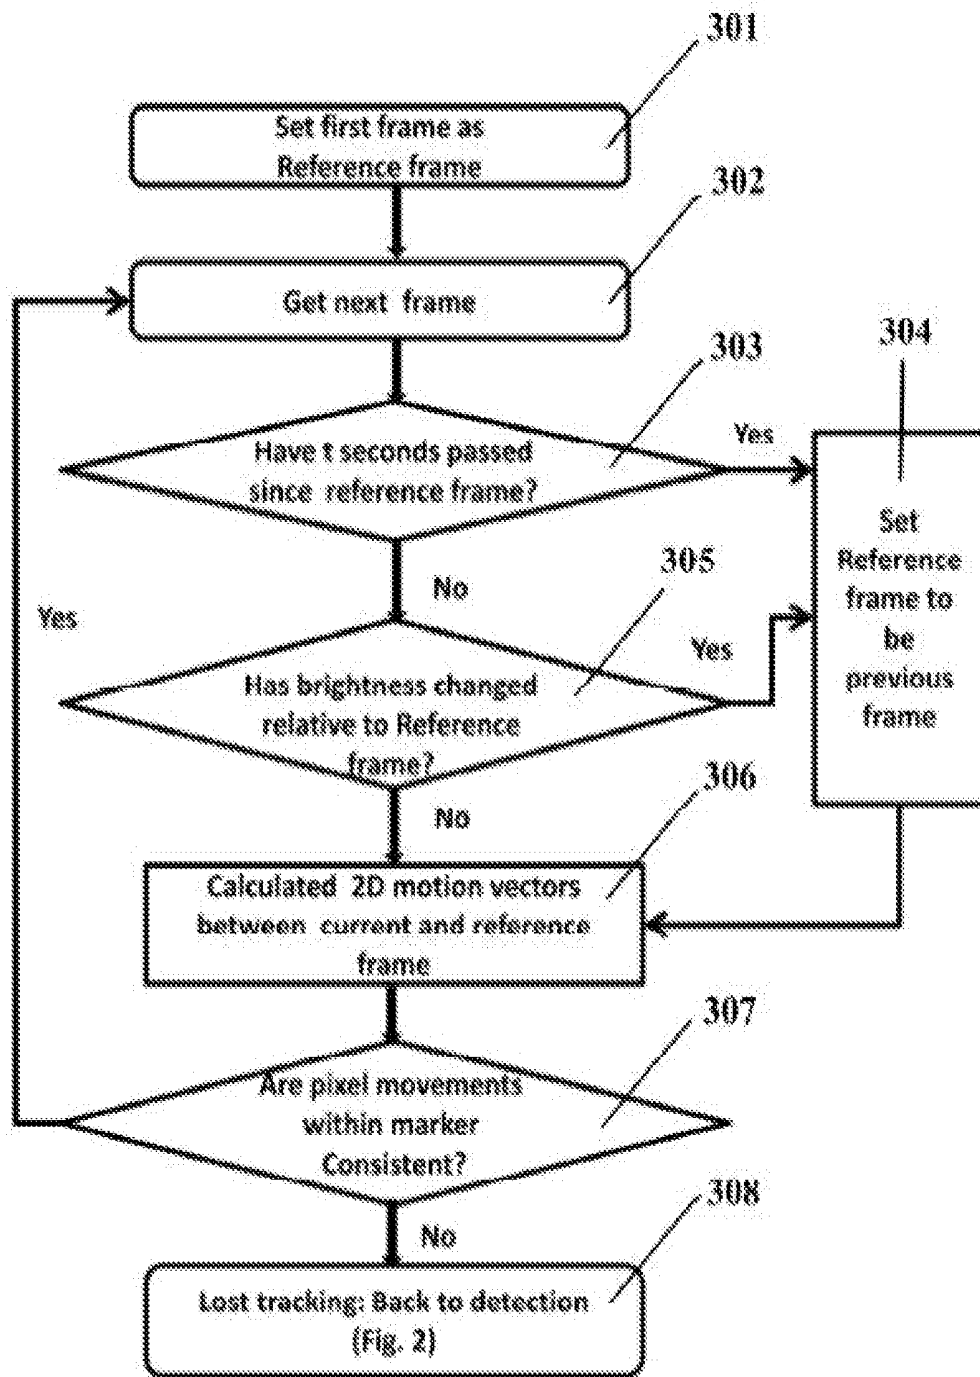 301
Set first frame as
Reference frame
302
Get next frame
303
304
Have t seconds passed
since reference frame?
Yes
Set
Reference
frame to
be
previous
frame
No
305
Yes
Yes
Has brightness changed
relative to Reference
frame?
306
No
Calculated 2D motion vectors
between current and reference
frame
307
Are pixel movements
within marker
Consistent?
308
No
Lost tracking: Back to detection
(Fig. 2)